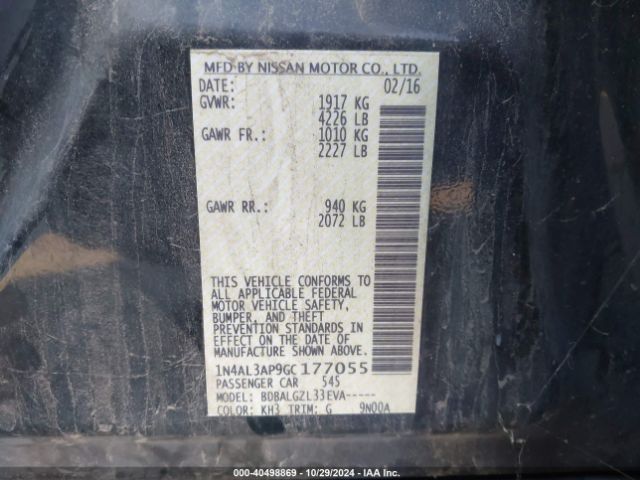 MFD BY NISSAN MOTOR CO., LTD.
DATE: 02/16
GVWR: 1917 KG
4226 LB
GAWR FR.: 1010 KG
2227 LB
GAWR RR.: 940 KG
2072 LB
THIS VEHICLE CONFORMS TO
ALL APPLICABLE FEDERAL
MOTOR VEHICLE SAFETY,
BUMPER, AND THEFT
PREVENTION STANDARDS IN
EFFECT ON THE DATE OF
MANUFACTURE SHOWN ABOVE.
1N4AL3AP9GC177055
PASSENGER CAR 545
MODEL: BDBALGZL33EVA-----
COLOR: KH3 TRIM: G 9N00A
000-40498869 • 10/29/2024 • IAA Inc.